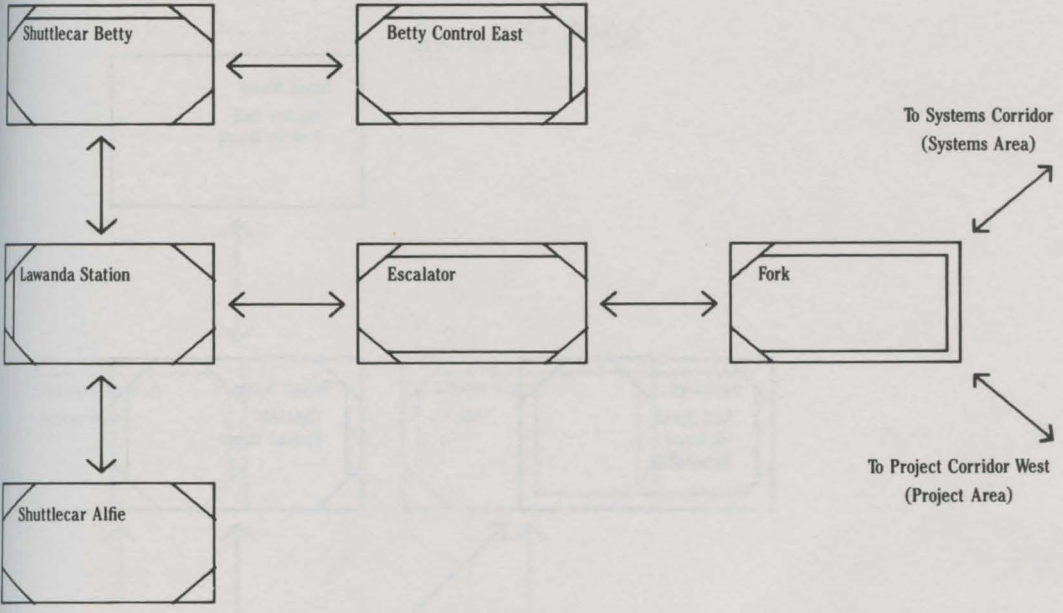 Shuttlecar Betty
Betty Control East
To Systems Corridor
(Systems Area)
Lawanda Station
Escalator
Fork
To Project Corridor West
(Project Area)
Shuttlecar Alfie